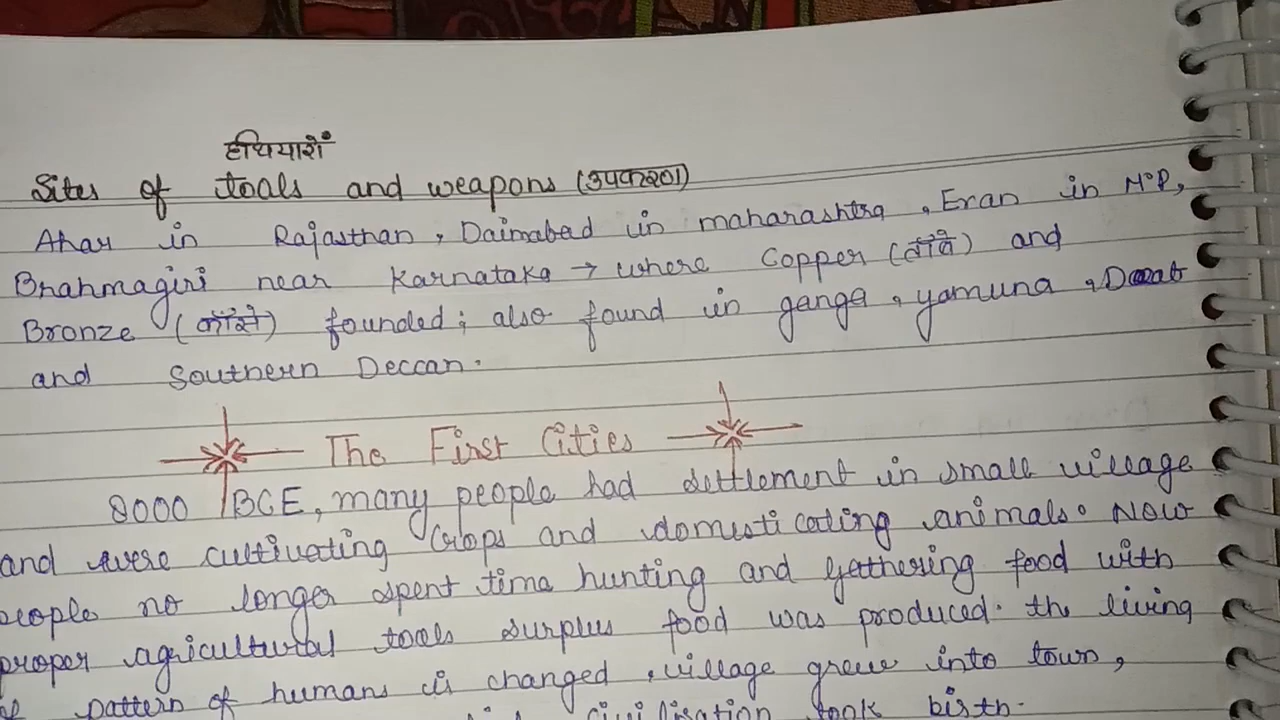 हथियारों
Sites of tools and weapons (उपकरण)
Ahar in Rajasthan, Daimabad in maharashtra, Eran in M.P,
Brahmagiri near Karnataka → where Copper (ताँबे) and
Bronze (काँसे) founded; also found in ganga, yamuna, Doab
and Southern Deccan.
The First Cities
8000 BCE, many people had settlement in small village
and were cultivating crops and domesticating animals. Now
people no longer spent time hunting and gathering food with
proper agricultural tools surplus food was produced. the living
pattern of humans is changed, village grew into town,
civilisation took birth.